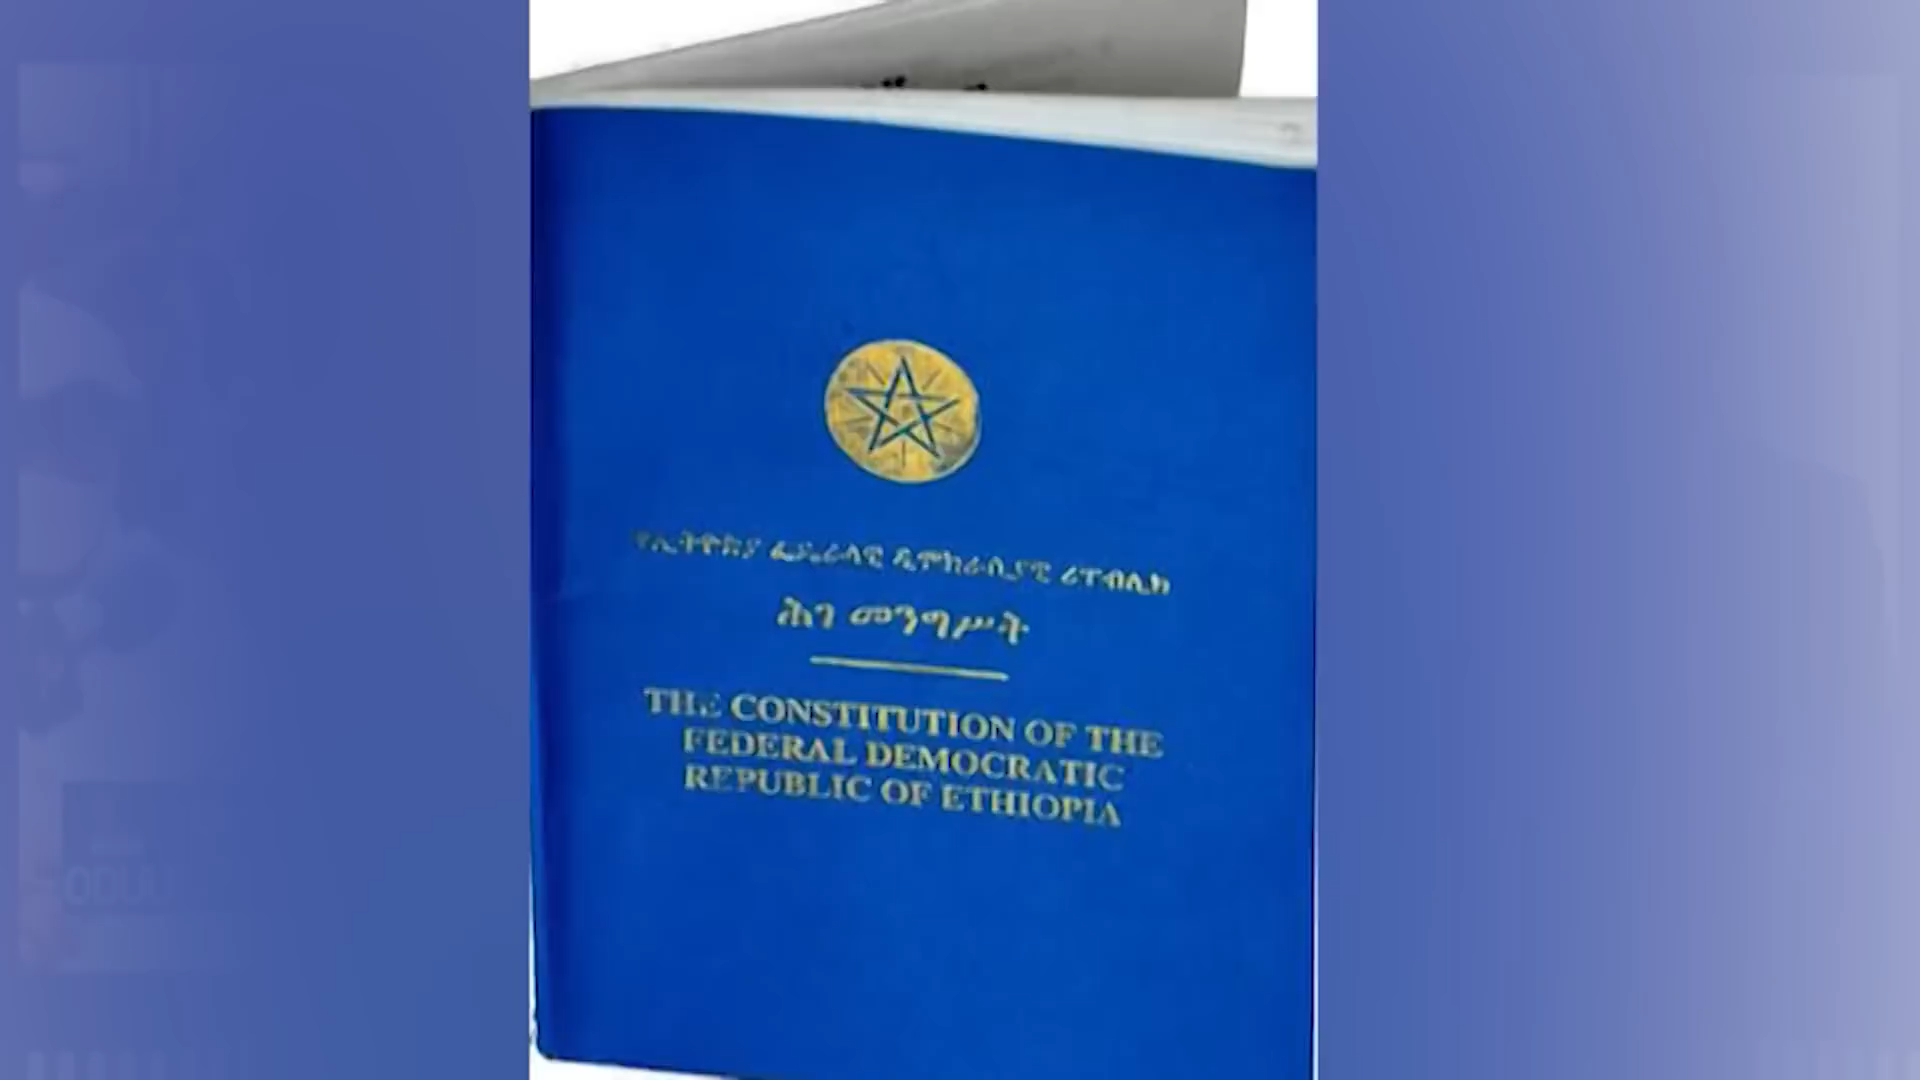 የኢትዮጵያ ፌዴራላዊ ዲሞክራሲያዊ ሪፐብሊክ
ሕገ መንግሥት
THE CONSTITUTION OF THE
FEDERAL DEMOCRATIC
REPUBLIC OF ETHIOPIA